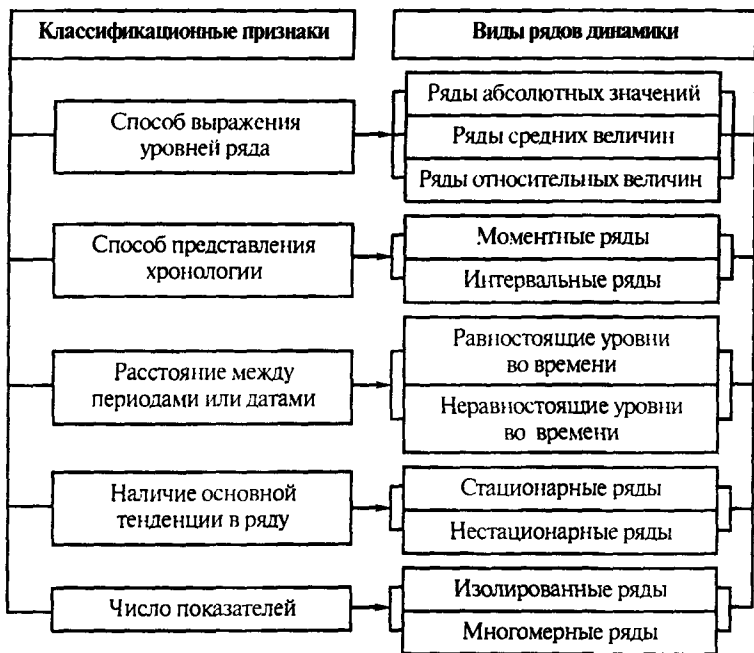 Классификационные признаки
Виды рядов динамики
Способ выражения
уровней ряда
Ряды абсолютных значений
Ряды средних величин
Ряды относительных величин
Способ представления
хронологии
Моментные ряды
Интервальные ряды
Расстояние между
периодами или датами
Равностоящие уровни
во времени
Неравностоящие уровни
во времени
Наличие основной
тенденции в ряду
Стационарные ряды
Нестационарные ряды
Число показателей
Изолированные ряды
Многомерные ряды